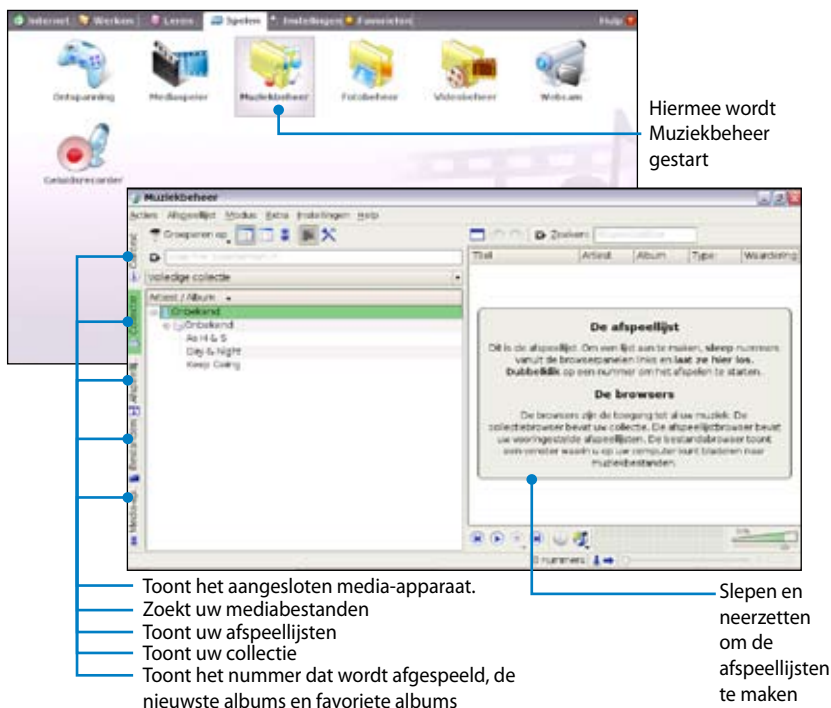 Internet Werken Leren Spelen Instellingen Favorieten Help
Ontspanning Mediaspeler Muziekbeheer Fotobeheer Videobeheer Webcam
Geluidsrecorder
Hiermee wordt
Muziekbeheer
gestart
Muziekbeheer
Acties Afspeellijst Modus Extra Instellingen Help
Groeperen op
Zoeken:
Volledige collectie
Titel Artiest Album Type Waardering
Artiest / Album
Onbekend
Onbekend
As H & S
Day & Night
Keep Going
Context
Collectie
Afspeellij.
Bestanden
Media-ap.
De afspeellijst
Dit is de afspeellijst. Om een lijst aan te maken, sleep nummers
vanuit de browserpanelen links en laat ze hier los.
Dubbelklik op een nummer om het afspelen te starten.
De browsers
De browsers zijn de toegang tot al uw muziek. De
collectiebrowser bevat uw collectie. De afspeellijstbrowser bevat
uw vooringestelde afspeellijsten. De bestandsbrowser toont
een venster waarin u op uw computer kunt bladeren naar
muziekbestanden.
0 nummers
Toont het aangesloten media-apparaat.
Zoekt uw mediabestanden
Toont uw afspeellijsten
Toont uw collectie
Toont het nummer dat wordt afgespeeld, de
nieuwste albums en favoriete albums
Slepen en
neerzetten
om de
afspeellijsten
te maken